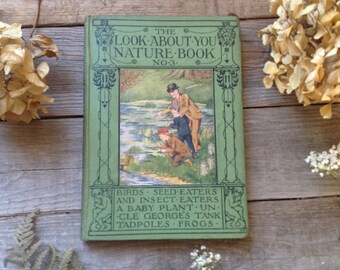 THE
LOOK·ABOUT·YOU
NATURE·BOOK
NO·3·
BIRDS · SEED·EATERS
AND INSECT·EATERS
A BABY PLANT · UN-
CLE GEORGE'S TANK
TADPOLES · FROGS ·